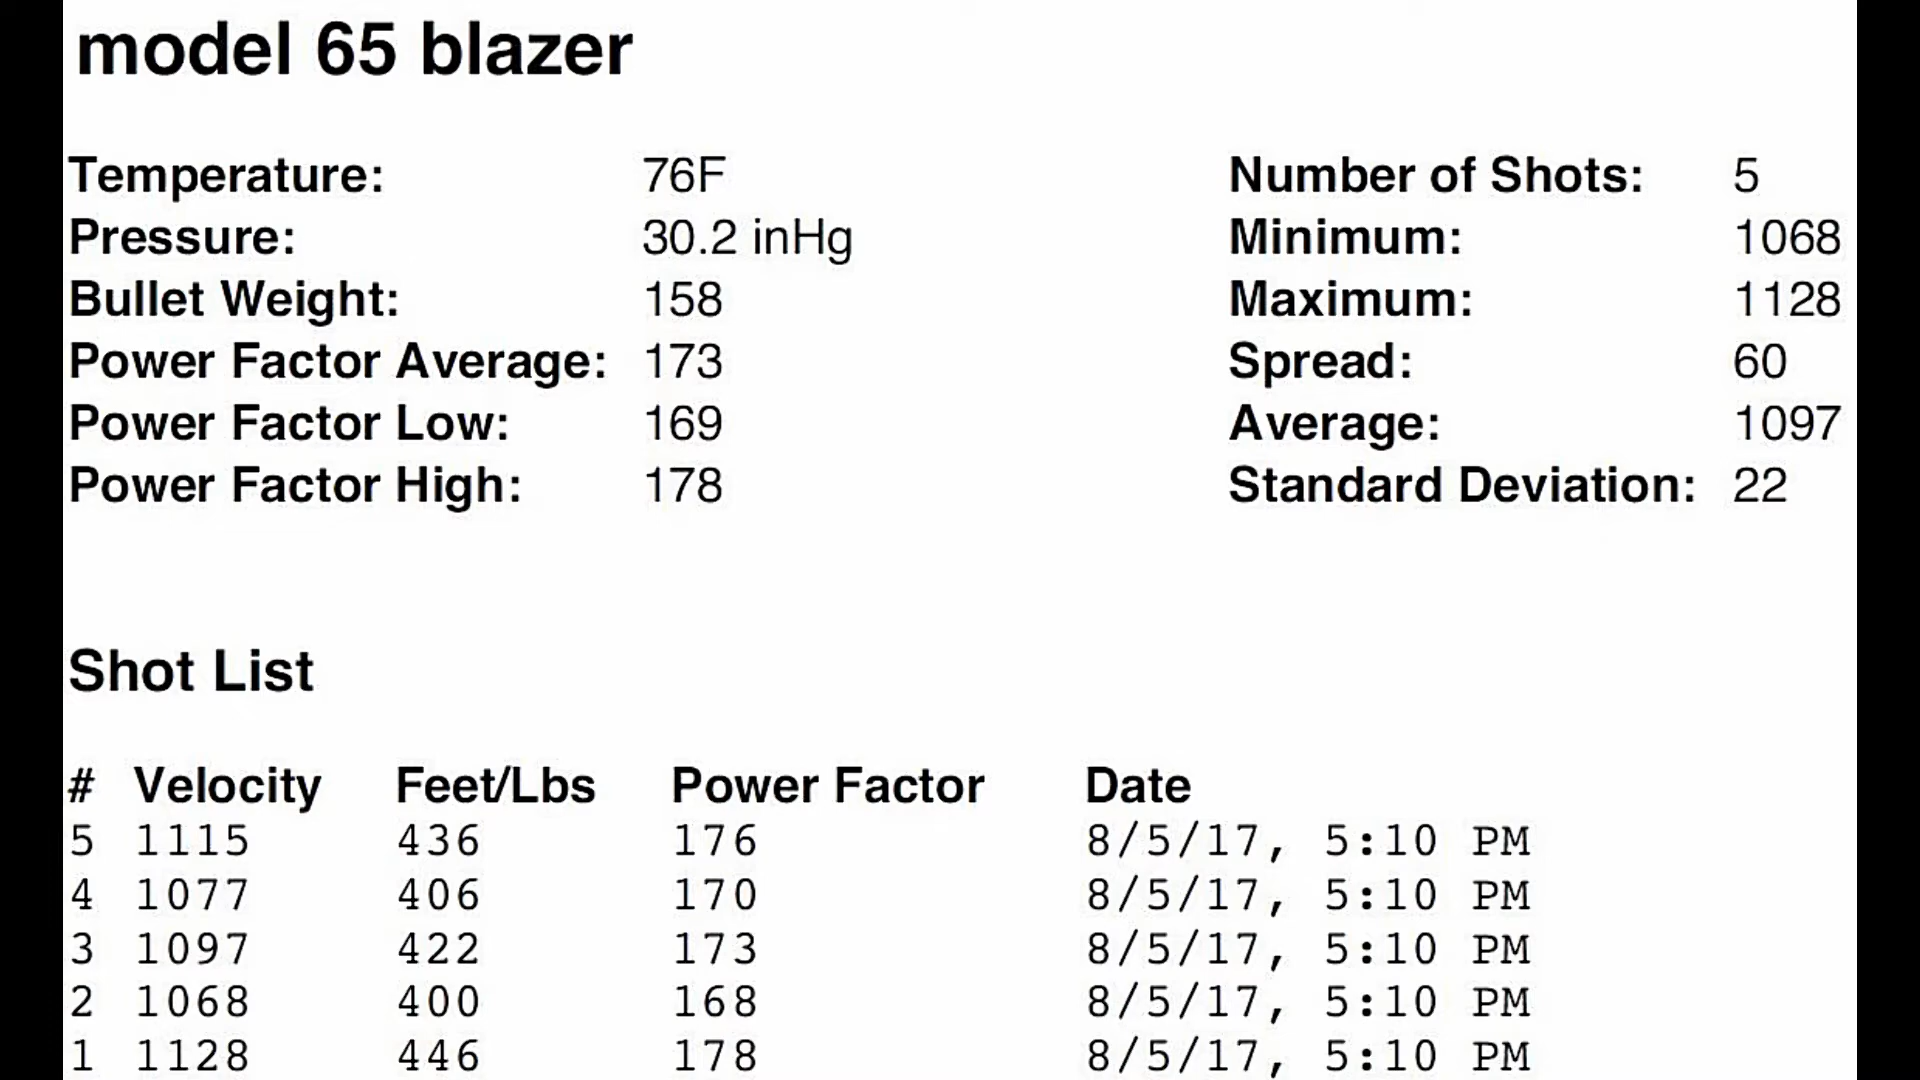 model 65 blazer
Temperature: 76F Number of Shots: 5
Pressure: 30.2 inHg Minimum: 1068
Bullet Weight: 158 Maximum: 1128
Power Factor Average: 173 Spread: 60
Power Factor Low: 169 Average: 1097
Power Factor High: 178 Standard Deviation: 22
Shot List
# Velocity Feet/Lbs Power Factor Date
5 1115 436 176 8/5/17, 5:10 PM
4 1077 406 170 8/5/17, 5:10 PM
3 1097 422 173 8/5/17, 5:10 PM
2 1068 400 168 8/5/17, 5:10 PM
1 1128 446 178 8/5/17, 5:10 PM